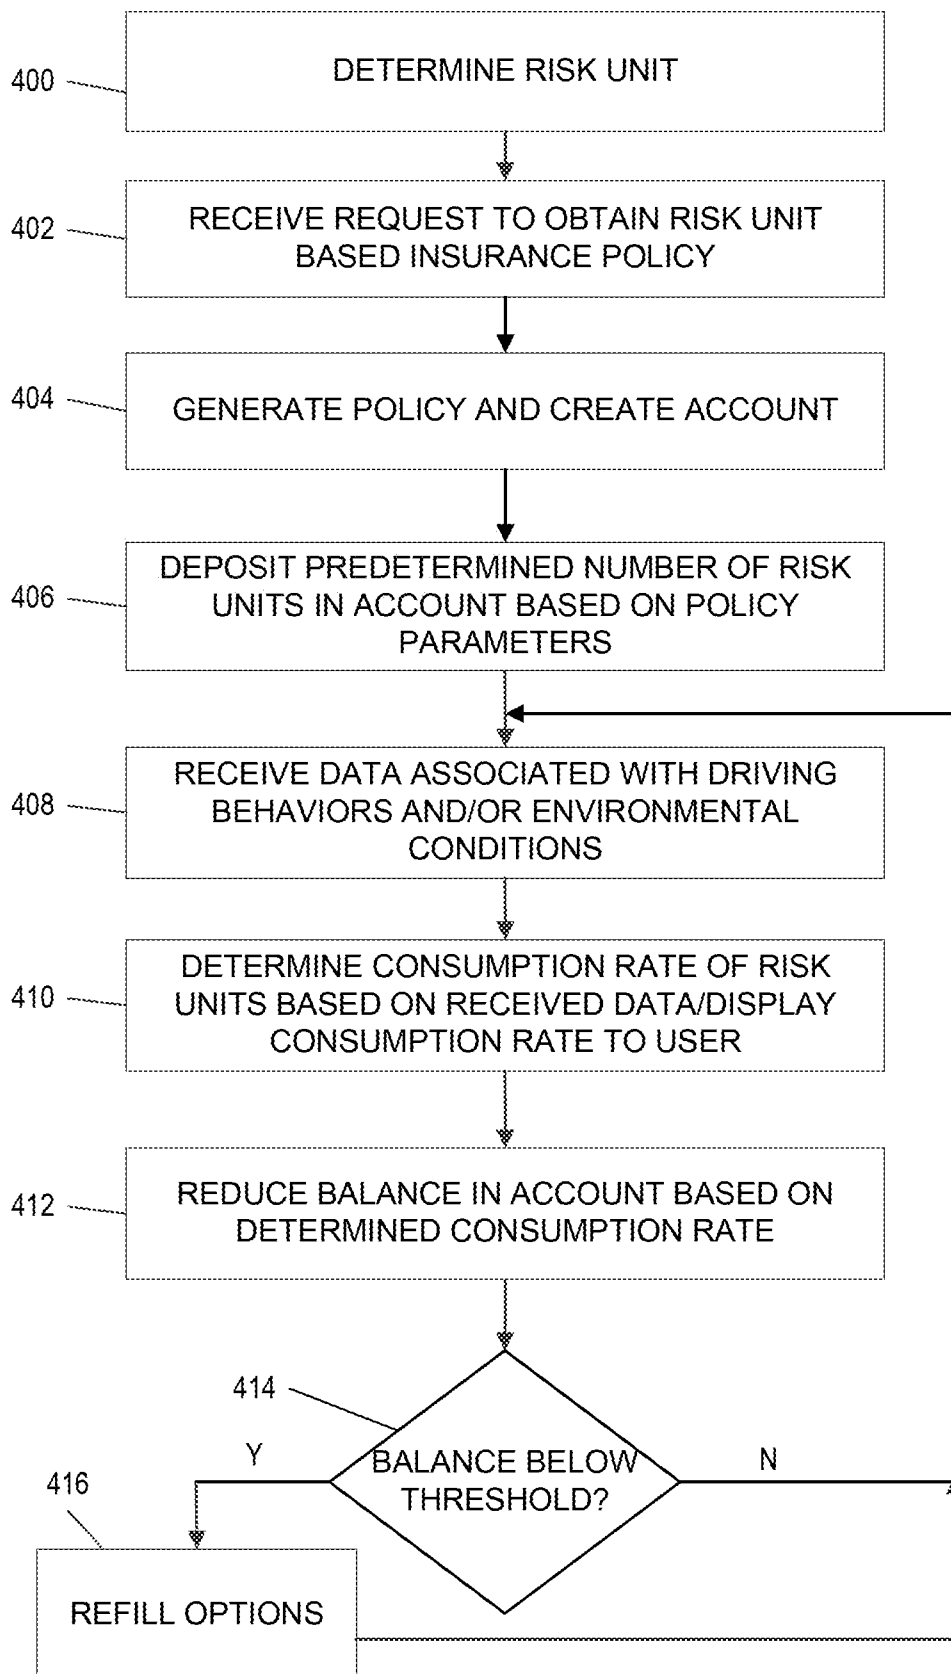 400
DETERMINE RISK UNIT
402
RECEIVE REQUEST TO OBTAIN RISK UNIT
BASED INSURANCE POLICY
404
GENERATE POLICY AND CREATE ACCOUNT
406
DEPOSIT PREDETERMINED NUMBER OF RISK
UNITS IN ACCOUNT BASED ON POLICY
PARAMETERS
408
RECEIVE DATA ASSOCIATED WITH DRIVING
BEHAVIORS AND/OR ENVIRONMENTAL
CONDITIONS
410
DETERMINE CONSUMPTION RATE OF RISK
UNITS BASED ON RECEIVED DATA/DISPLAY
CONSUMPTION RATE TO USER
412
REDUCE BALANCE IN ACCOUNT BASED ON
DETERMINED CONSUMPTION RATE
414
BALANCE BELOW
THRESHOLD?
Y
N
416
REFILL OPTIONS